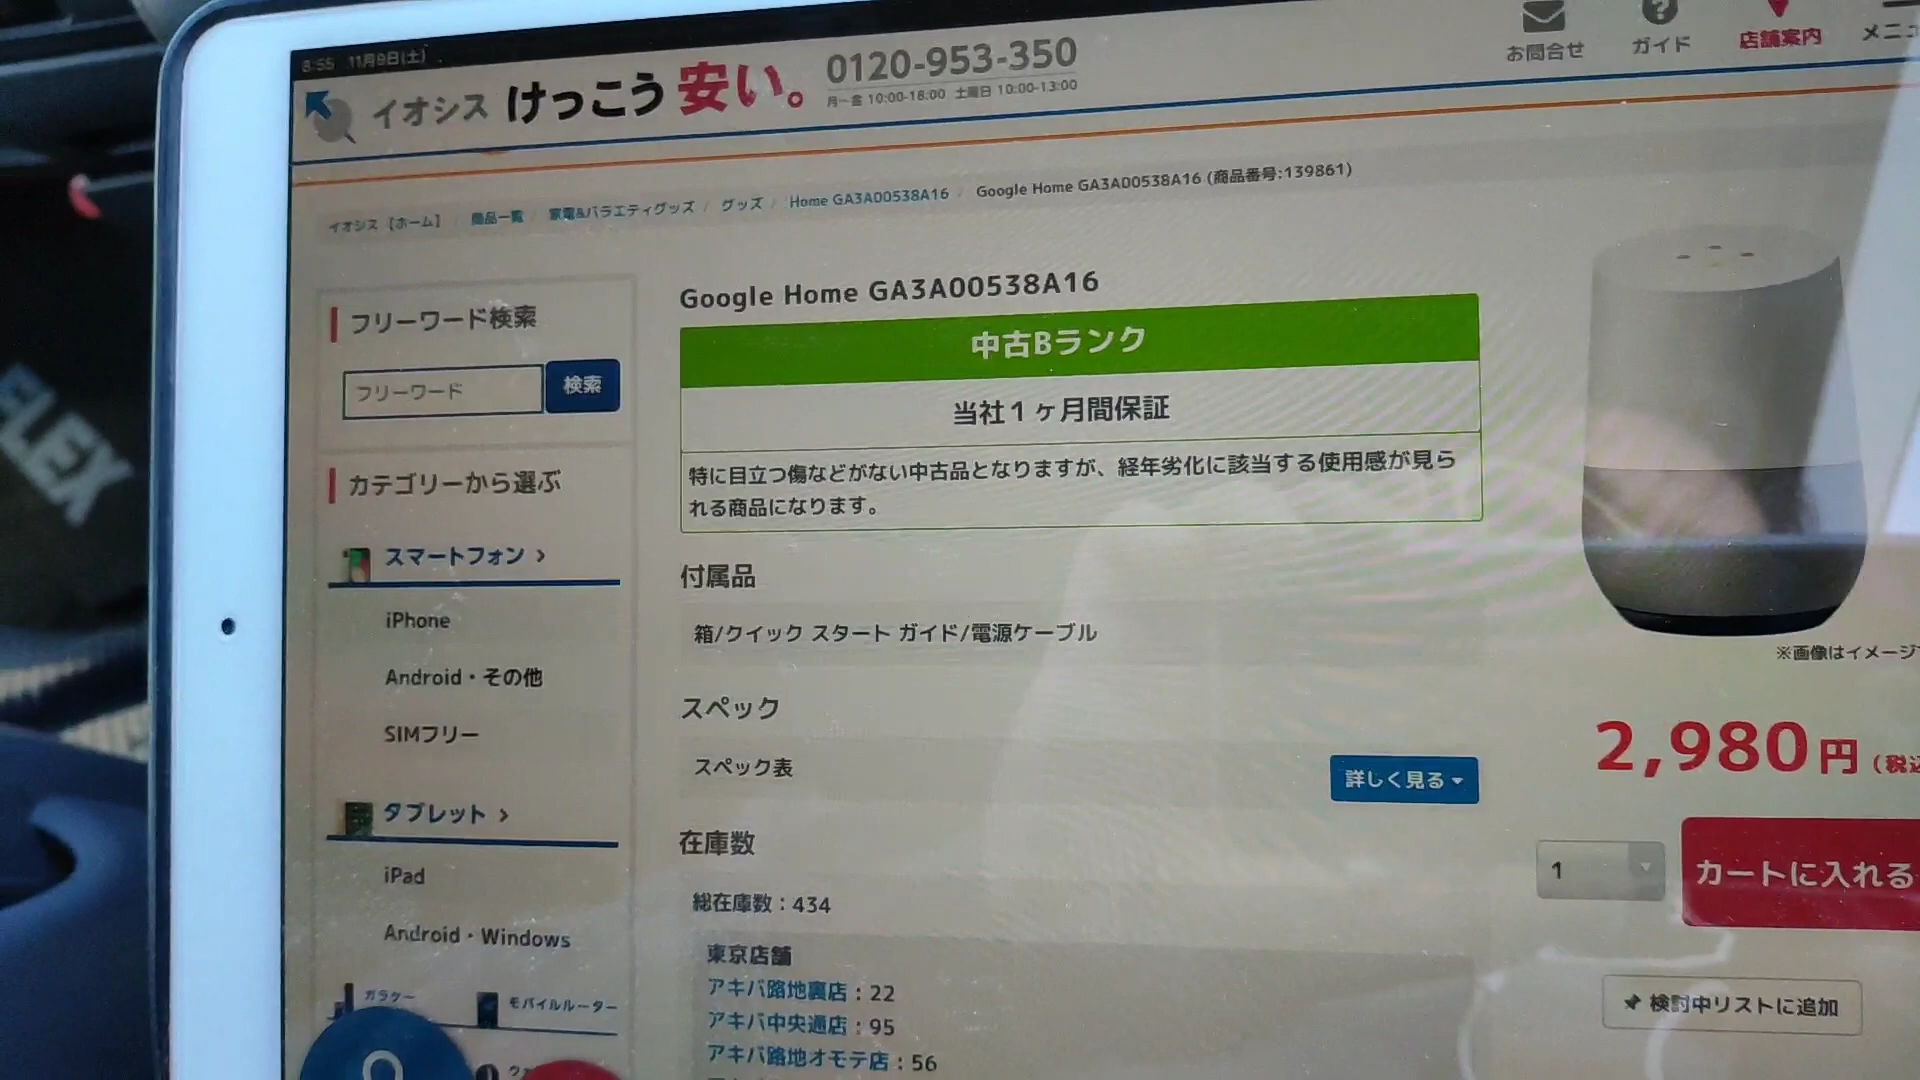 8:55 11月9日(土)
イオシス けっこう安い。
0120-953-350
月〜金 10:00-18:00 土曜日 10:00-13:00
お問合せ
ガイド
店舗案内
イオシス【ホーム】 / 商品一覧 / 家電&バラエティグッズ / グッズ / Home GA3A00538A16 / Google Home GA3A00538A16 (商品番号:139861)
フリーワード検索
フリーワード
検索
カテゴリーから選ぶ
スマートフォン >
iPhone
Android・その他
SIMフリー
タブレット >
iPad
Android・Windows
ガラケー
モバイルルーター
Google Home GA3A00538A16
中古Bランク
当社1ヶ月間保証
特に目立つ傷などがない中古品となりますが、経年劣化に該当する使用感が見ら
れる商品になります。
付属品
箱/クイック スタート ガイド/電源ケーブル
スペック
スペック表
詳しく見る
在庫数
総在庫数:434
東京店舗
アキバ路地裏店:22
アキバ中央通店:95
アキバ路地オモテ店:56
※画像はイメージ
2,980円
1
カートに入れる
検討中リストに追加
FLEX